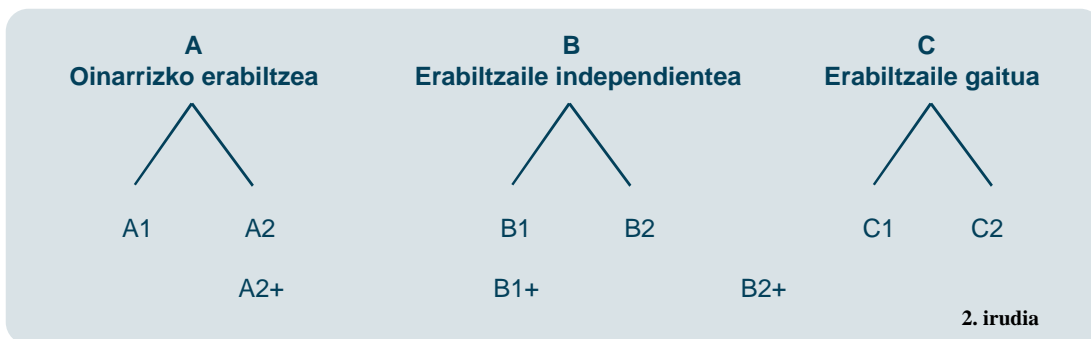 A B C
Oinarrizko erabiltzea Erabiltzaile independientea Erabiltzaile gaitua
A1 A2 B1 B2 C1 C2
A2+ B1+ B2+
2. irudia